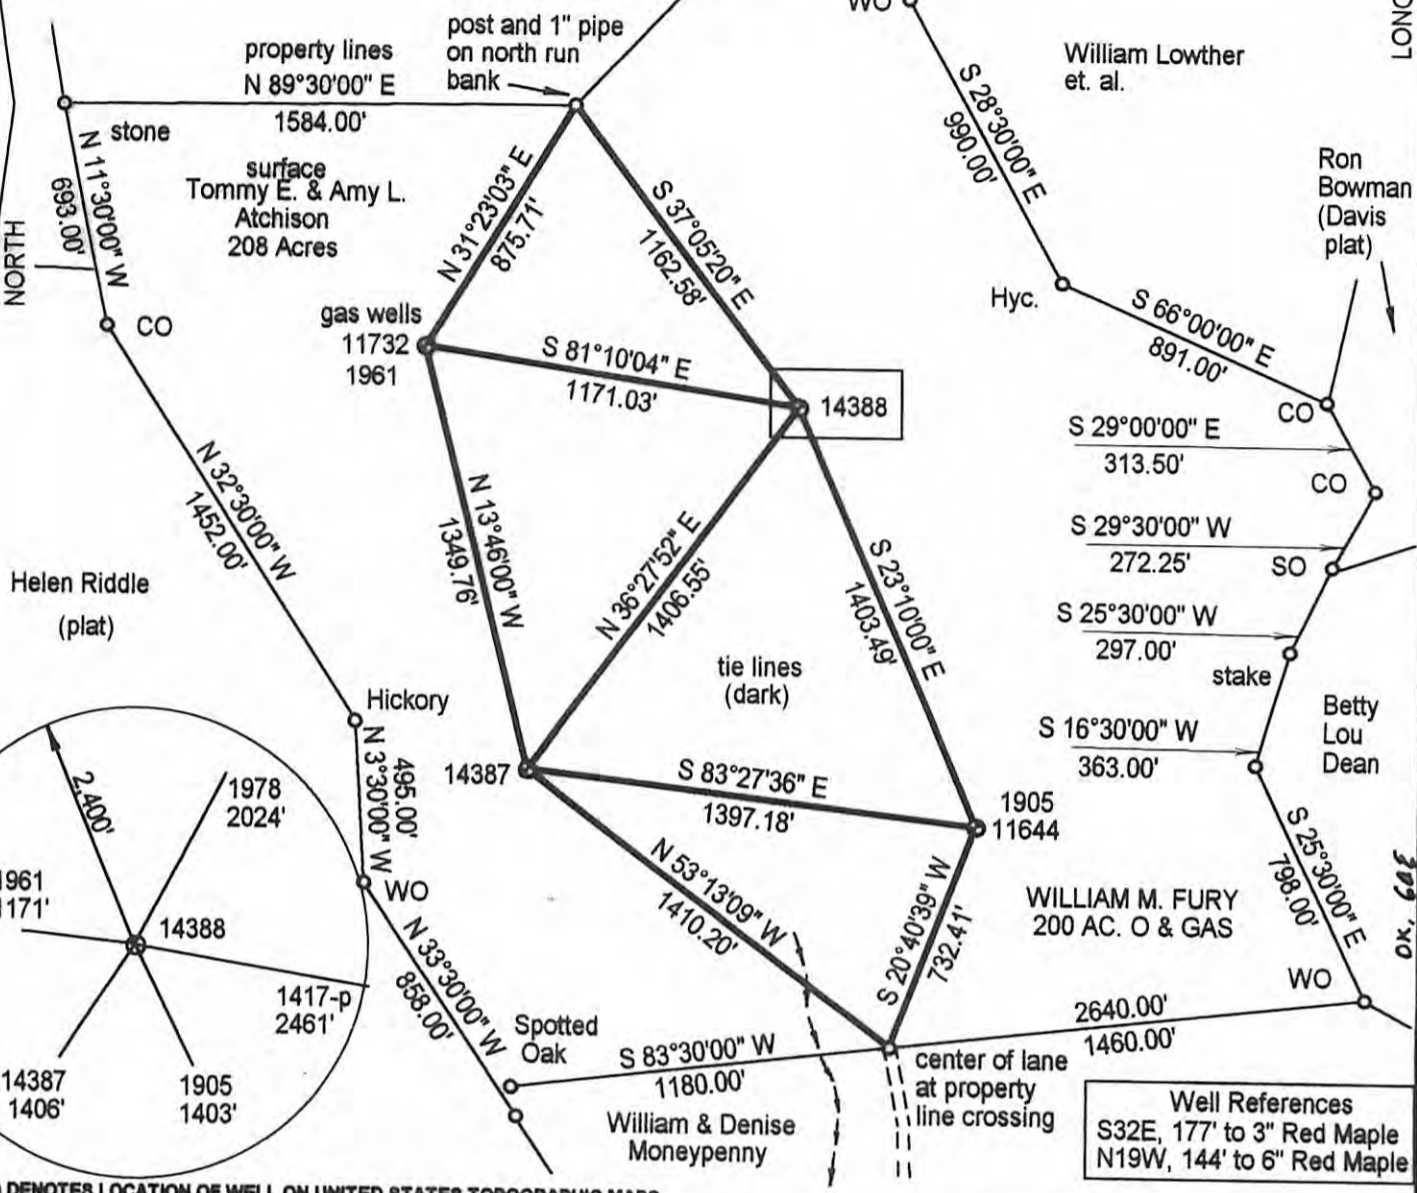 post and 1" pipe
on north run
bank
WO
William Lowther
et. al.
LONG
property lines
N 89°30'00" E
1584.00'
stone
surface
Tommy E. & Amy L.
Atchison
208 Acres
N 11°30'00" W
693.00'
NORTH
CO
N 31°23'03" E
875.71'
S 37°05'20" E
1162.58'
S 28°30'00" E
990.00'
Ron
Bowman
(Davis
plat)
Hyc.
S 66°00'00" E
891.00'
gas wells
11732
1961
S 81°10'04" E
1171.03'
14388
CO
S 29°00'00" E
313.50'
CO
S 29°30'00" W
272.25'
SO
S 25°30'00" W
297.00'
stake
S 16°30'00" W
363.00'
Betty
Lou
Dean
N 32°30'00" W
1452.00'
N 13°46'00" W
1349.76'
N 36°27'52" E
1406.55'
S 23°10'00" E
1403.49'
Helen Riddle
(plat)
tie lines
(dark)
Hickory
N 3°30'00" W
495.00'
14387
S 83°27'36" E
1397.18'
1905
11644
S 25°30'00" E
798.00'
2,400'
1978
2024'
1961
1171'
14388
1417-p
2461'
14387
1406'
1905
1403'
WO
N 33°30'00" W
858.00'
N 53°13'09" W
1410.20'
S 20°40'39" W
732.41'
WILLIAM M. FURY
200 AC. O & GAS
WO
2640.00'
1460.00'
Spotted
Oak
S 83°30'00" W
1180.00'
center of lane
at property
line crossing
William & Denise
Moneypenny
Well References
S32E, 177' to 3" Red Maple
N19W, 144' to 6" Red Maple
DENOTES LOCATION OF WELL ON UNITED STATES TOPOGRAPHIC MAPS